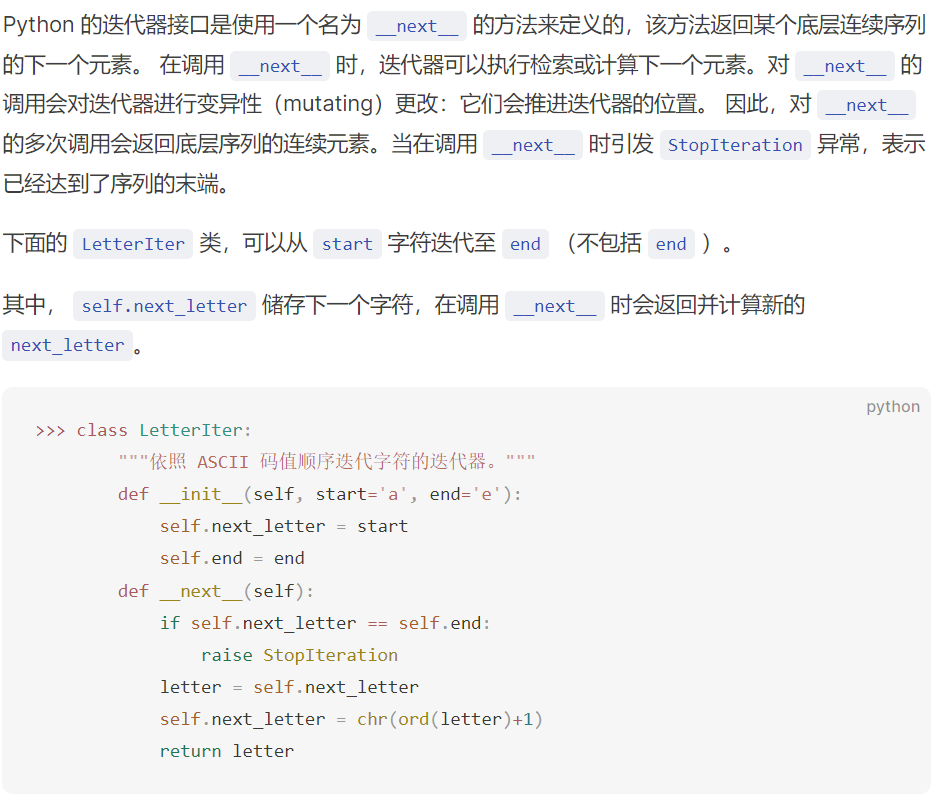 Python 的迭代器接口是使用一个名为 __next__ 的方法来定义的，该方法返回某个底层连续序列
的下一个元素。 在调用 __next__ 时，迭代器可以执行检索或计算下一个元素。对 __next__ 的
调用会对迭代器进行变异性（mutating）更改：它们会推进迭代器的位置。 因此，对 __next__
的多次调用会返回底层序列的连续元素。当在调用 __next__ 时引发 StopIteration 异常，表示
已经达到了序列的末端。
下面的 LetterIter 类，可以从 start 字符迭代至 end （不包括 end ）。
其中， self.next_letter 储存下一个字符，在调用 __next__ 时会返回并计算新的
next_letter 。
python
>>> class LetterIter:
        """依照 ASCII 码值顺序迭代字符的迭代器。"""
        def __init__(self, start='a', end='e'):
            self.next_letter = start
            self.end = end
        def __next__(self):
            if self.next_letter == self.end:
                raise StopIteration
            letter = self.next_letter
            self.next_letter = chr(ord(letter)+1)
            return letter